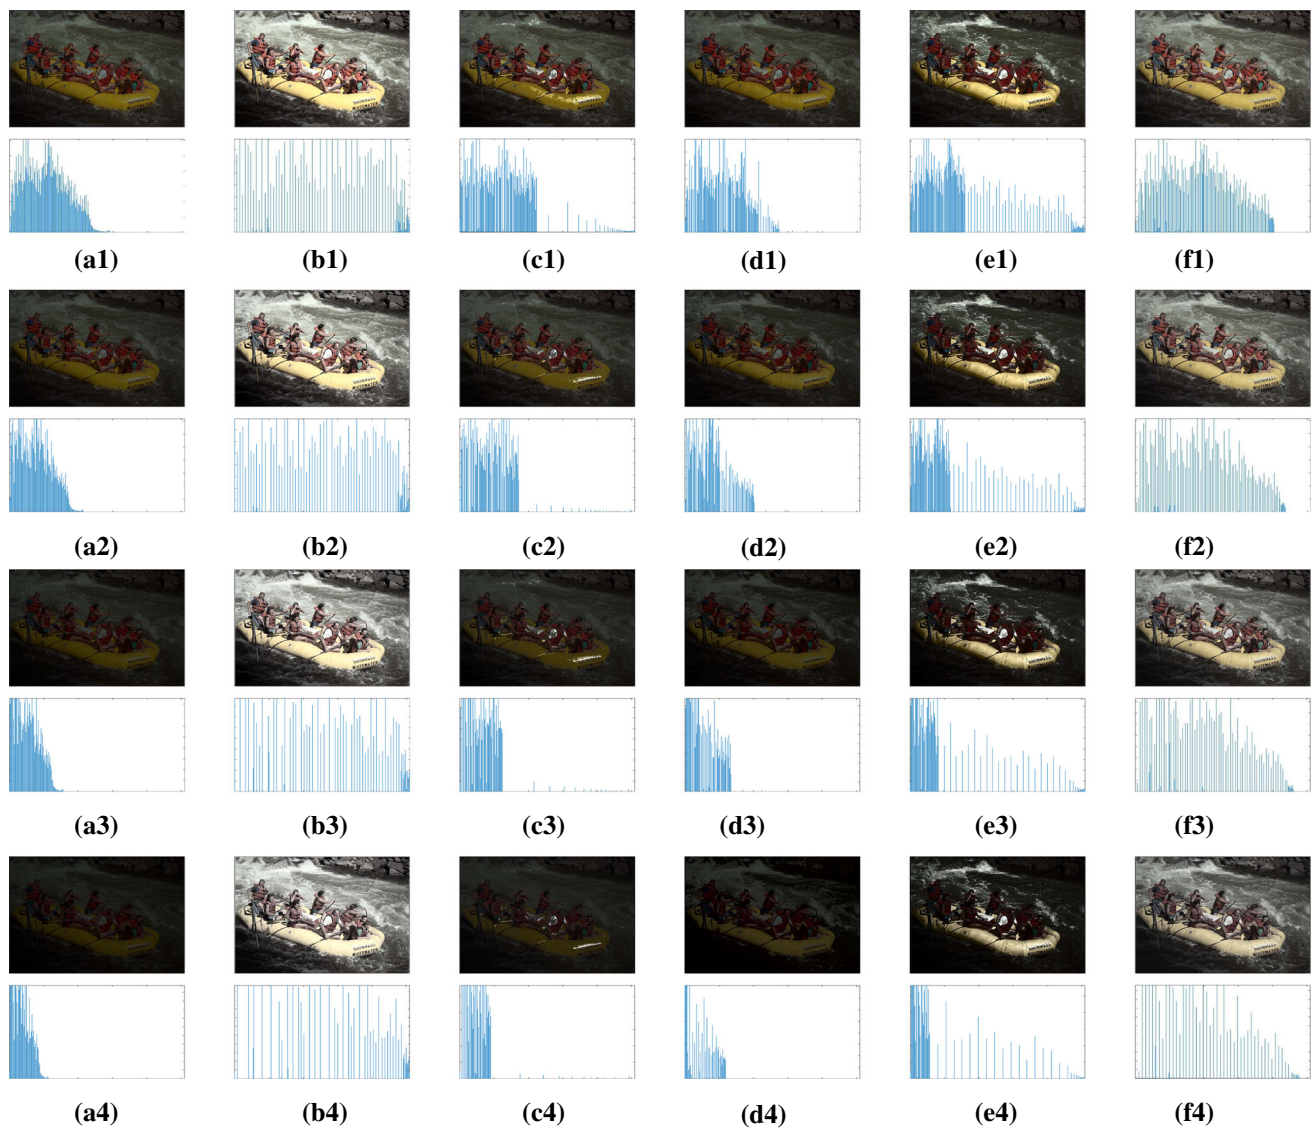 (a1) (b1) (c1) (d1) (e1) (f1)
(a2) (b2) (c2) (d2) (e2) (f2)
(a3) (b3) (c3) (d3) (e3) (f3)
(a4) (b4) (c4) (d4) (e4) (f4)